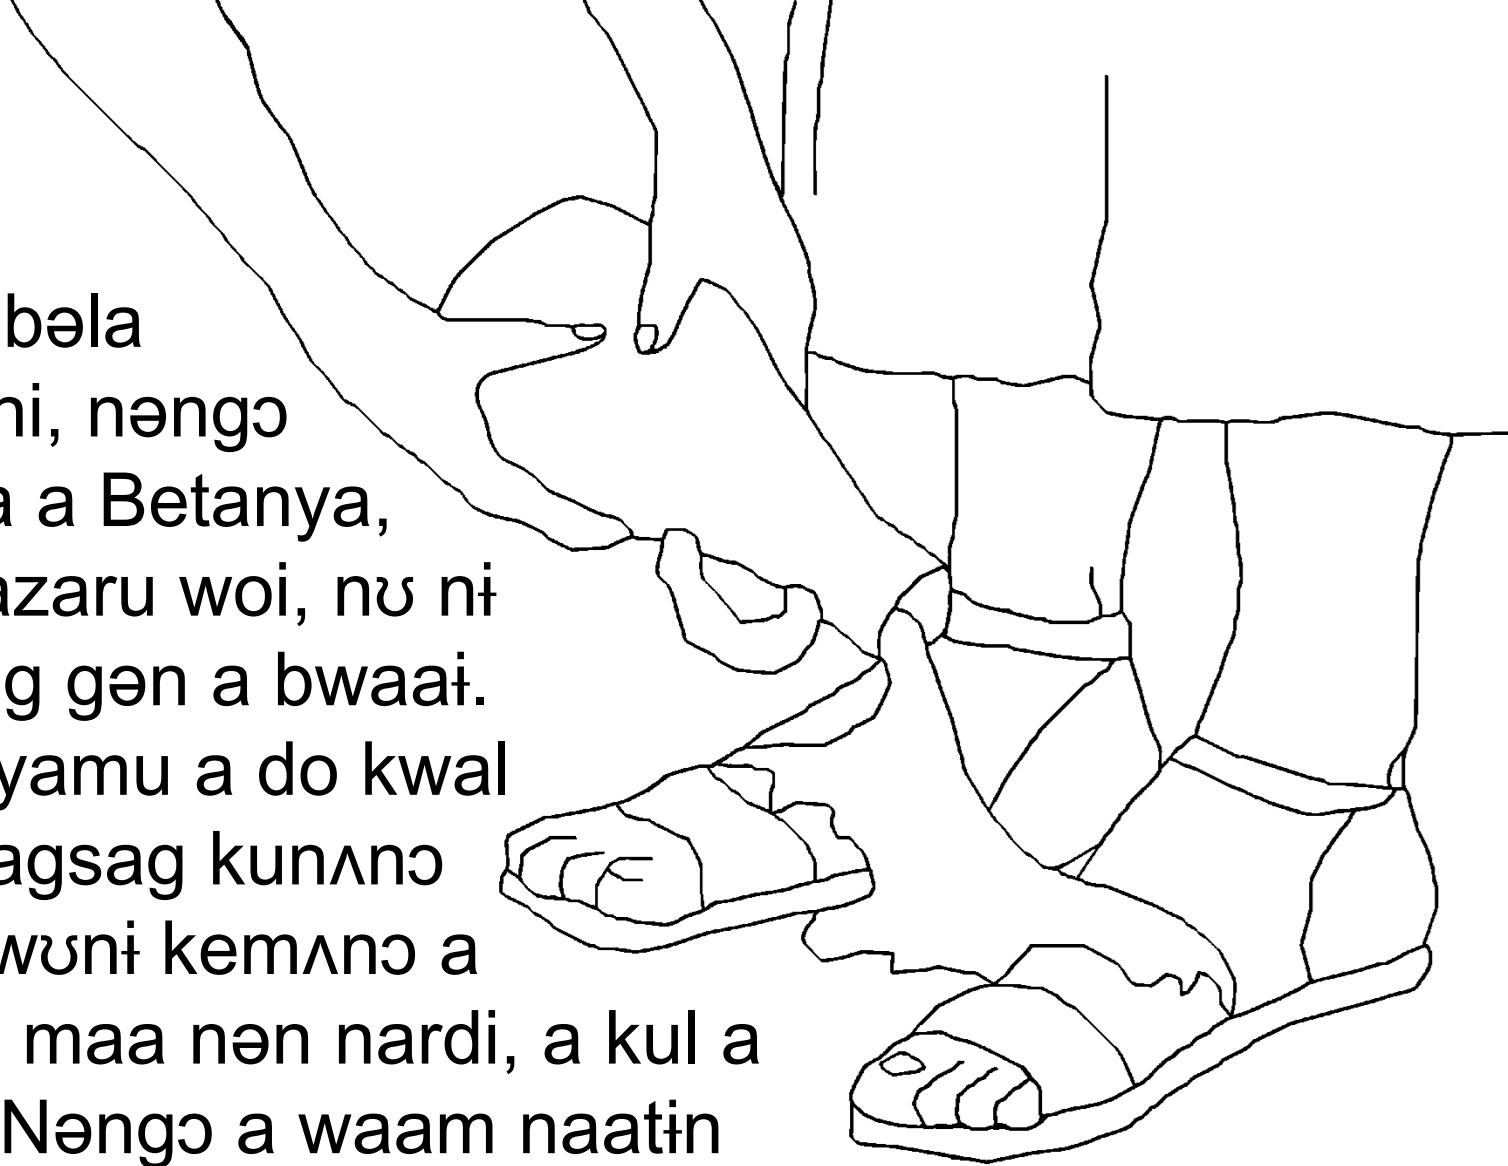 bəla
ni, nəngɔ
a a Betanya,
azaru woi, nʊ nɨ
g gən a bwaaɨ.
yamu a do kwal
agsag kunʌnɔ
wʊnɨ kemʌnɔ a
maa nən nardi, a kul a
Nəngɔ a waam naatɨn